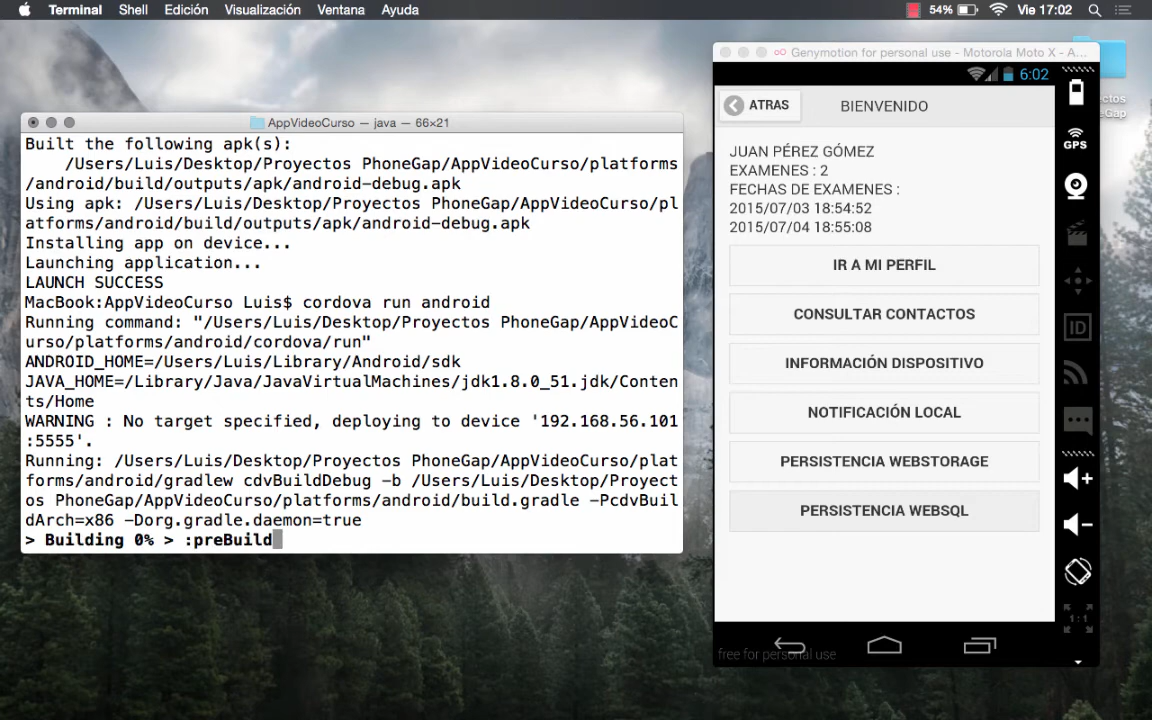 Terminal Shell Edición Visualización Ventana Ayuda 54% Vie 17:02
AppVideoCurso — java — 66×21
Built the following apk(s):
/Users/Luis/Desktop/Proyectos PhoneGap/AppVideoCurso/platforms
/android/build/outputs/apk/android-debug.apk
Using apk: /Users/Luis/Desktop/Proyectos PhoneGap/AppVideoCurso/pl
atforms/android/build/outputs/apk/android-debug.apk
Installing app on device...
Launching application...
LAUNCH SUCCESS
MacBook:AppVideoCurso Luis$ cordova run android
Running command: "/Users/Luis/Desktop/Proyectos PhoneGap/AppVideoC
urso/platforms/android/cordova/run"
ANDROID_HOME=/Users/Luis/Library/Android/sdk
JAVA_HOME=/Library/Java/JavaVirtualMachines/jdk1.8.0_51.jdk/Conten
ts/Home
WARNING : No target specified, deploying to device '192.168.56.101
:5555'.
Running: /Users/Luis/Desktop/Proyectos PhoneGap/AppVideoCurso/plat
forms/android/gradlew cdvBuildDebug -b /Users/Luis/Desktop/Proyect
os PhoneGap/AppVideoCurso/platforms/android/build.gradle -PcdvBuil
dArch=x86 -Dorg.gradle.daemon=true
> Building 0% > :preBuild
Genymotion for personal use - Motorola Moto X - A...
6:02
ATRAS
BIENVENIDO
JUAN PÉREZ GÓMEZ
EXAMENES : 2
FECHAS DE EXAMENES :
2015/07/03 18:54:52
2015/07/04 18:55:08
IR A MI PERFIL
CONSULTAR CONTACTOS
INFORMACIÓN DISPOSITIVO
NOTIFICACIÓN LOCAL
PERSISTENCIA WEBSTORAGE
PERSISTENCIA WEBSQL
free for personal use
GPS
ID
1:1
ctos
eGap